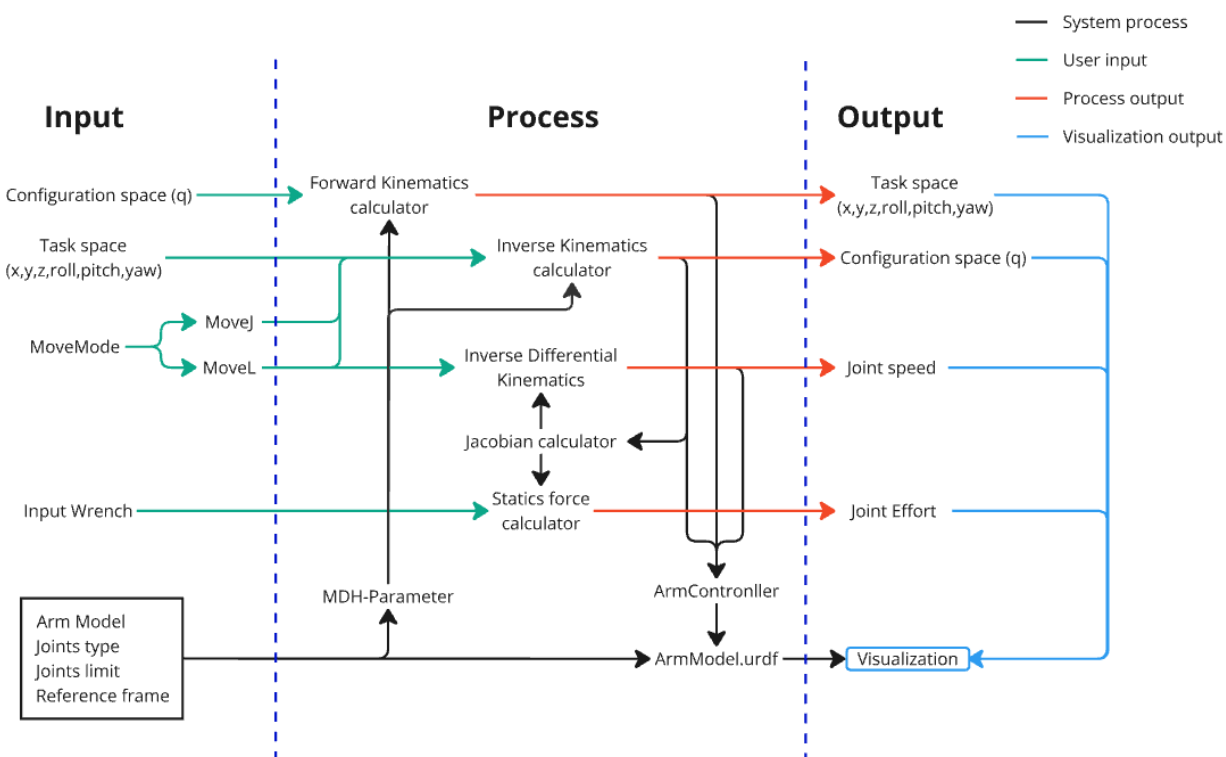 System process
User input
Process output
Visualization output
Input
Process
Output
Configuration space (q)
Forward Kinematics
calculator
Task space
(x,y,z,roll,pitch,yaw)
Task space
(x,y,z,roll,pitch,yaw)
Inverse Kinematics
calculator
Configuration space (q)
MoveMode
MoveJ
MoveL
Inverse Differential
Kinematics
Joint speed
Jacobian calculator
Input Wrench
Statics force
calculator
Joint Effort
MDH-Parameter
ArmContronller
Arm Model
Joints type
Joints limit
Reference frame
ArmModel.urdf
Visualization